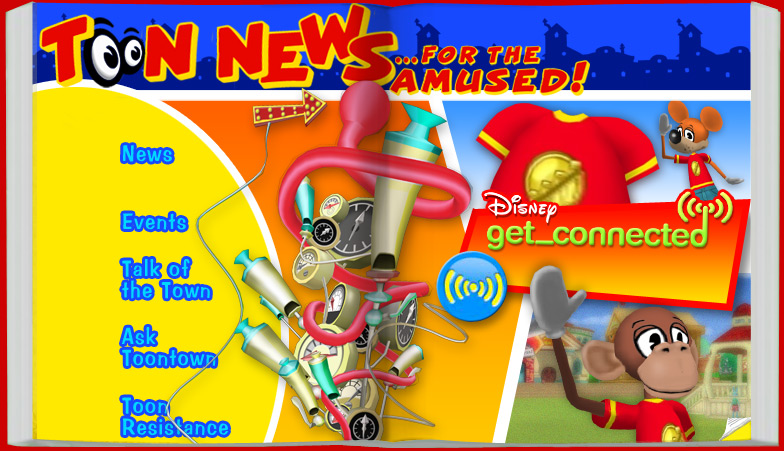 TOON NEWS
...FOR THE
AMUSED!
News
Events
Talk of
the Town
Ask
Toontown
Toon
Resistance
Disney
get_connected